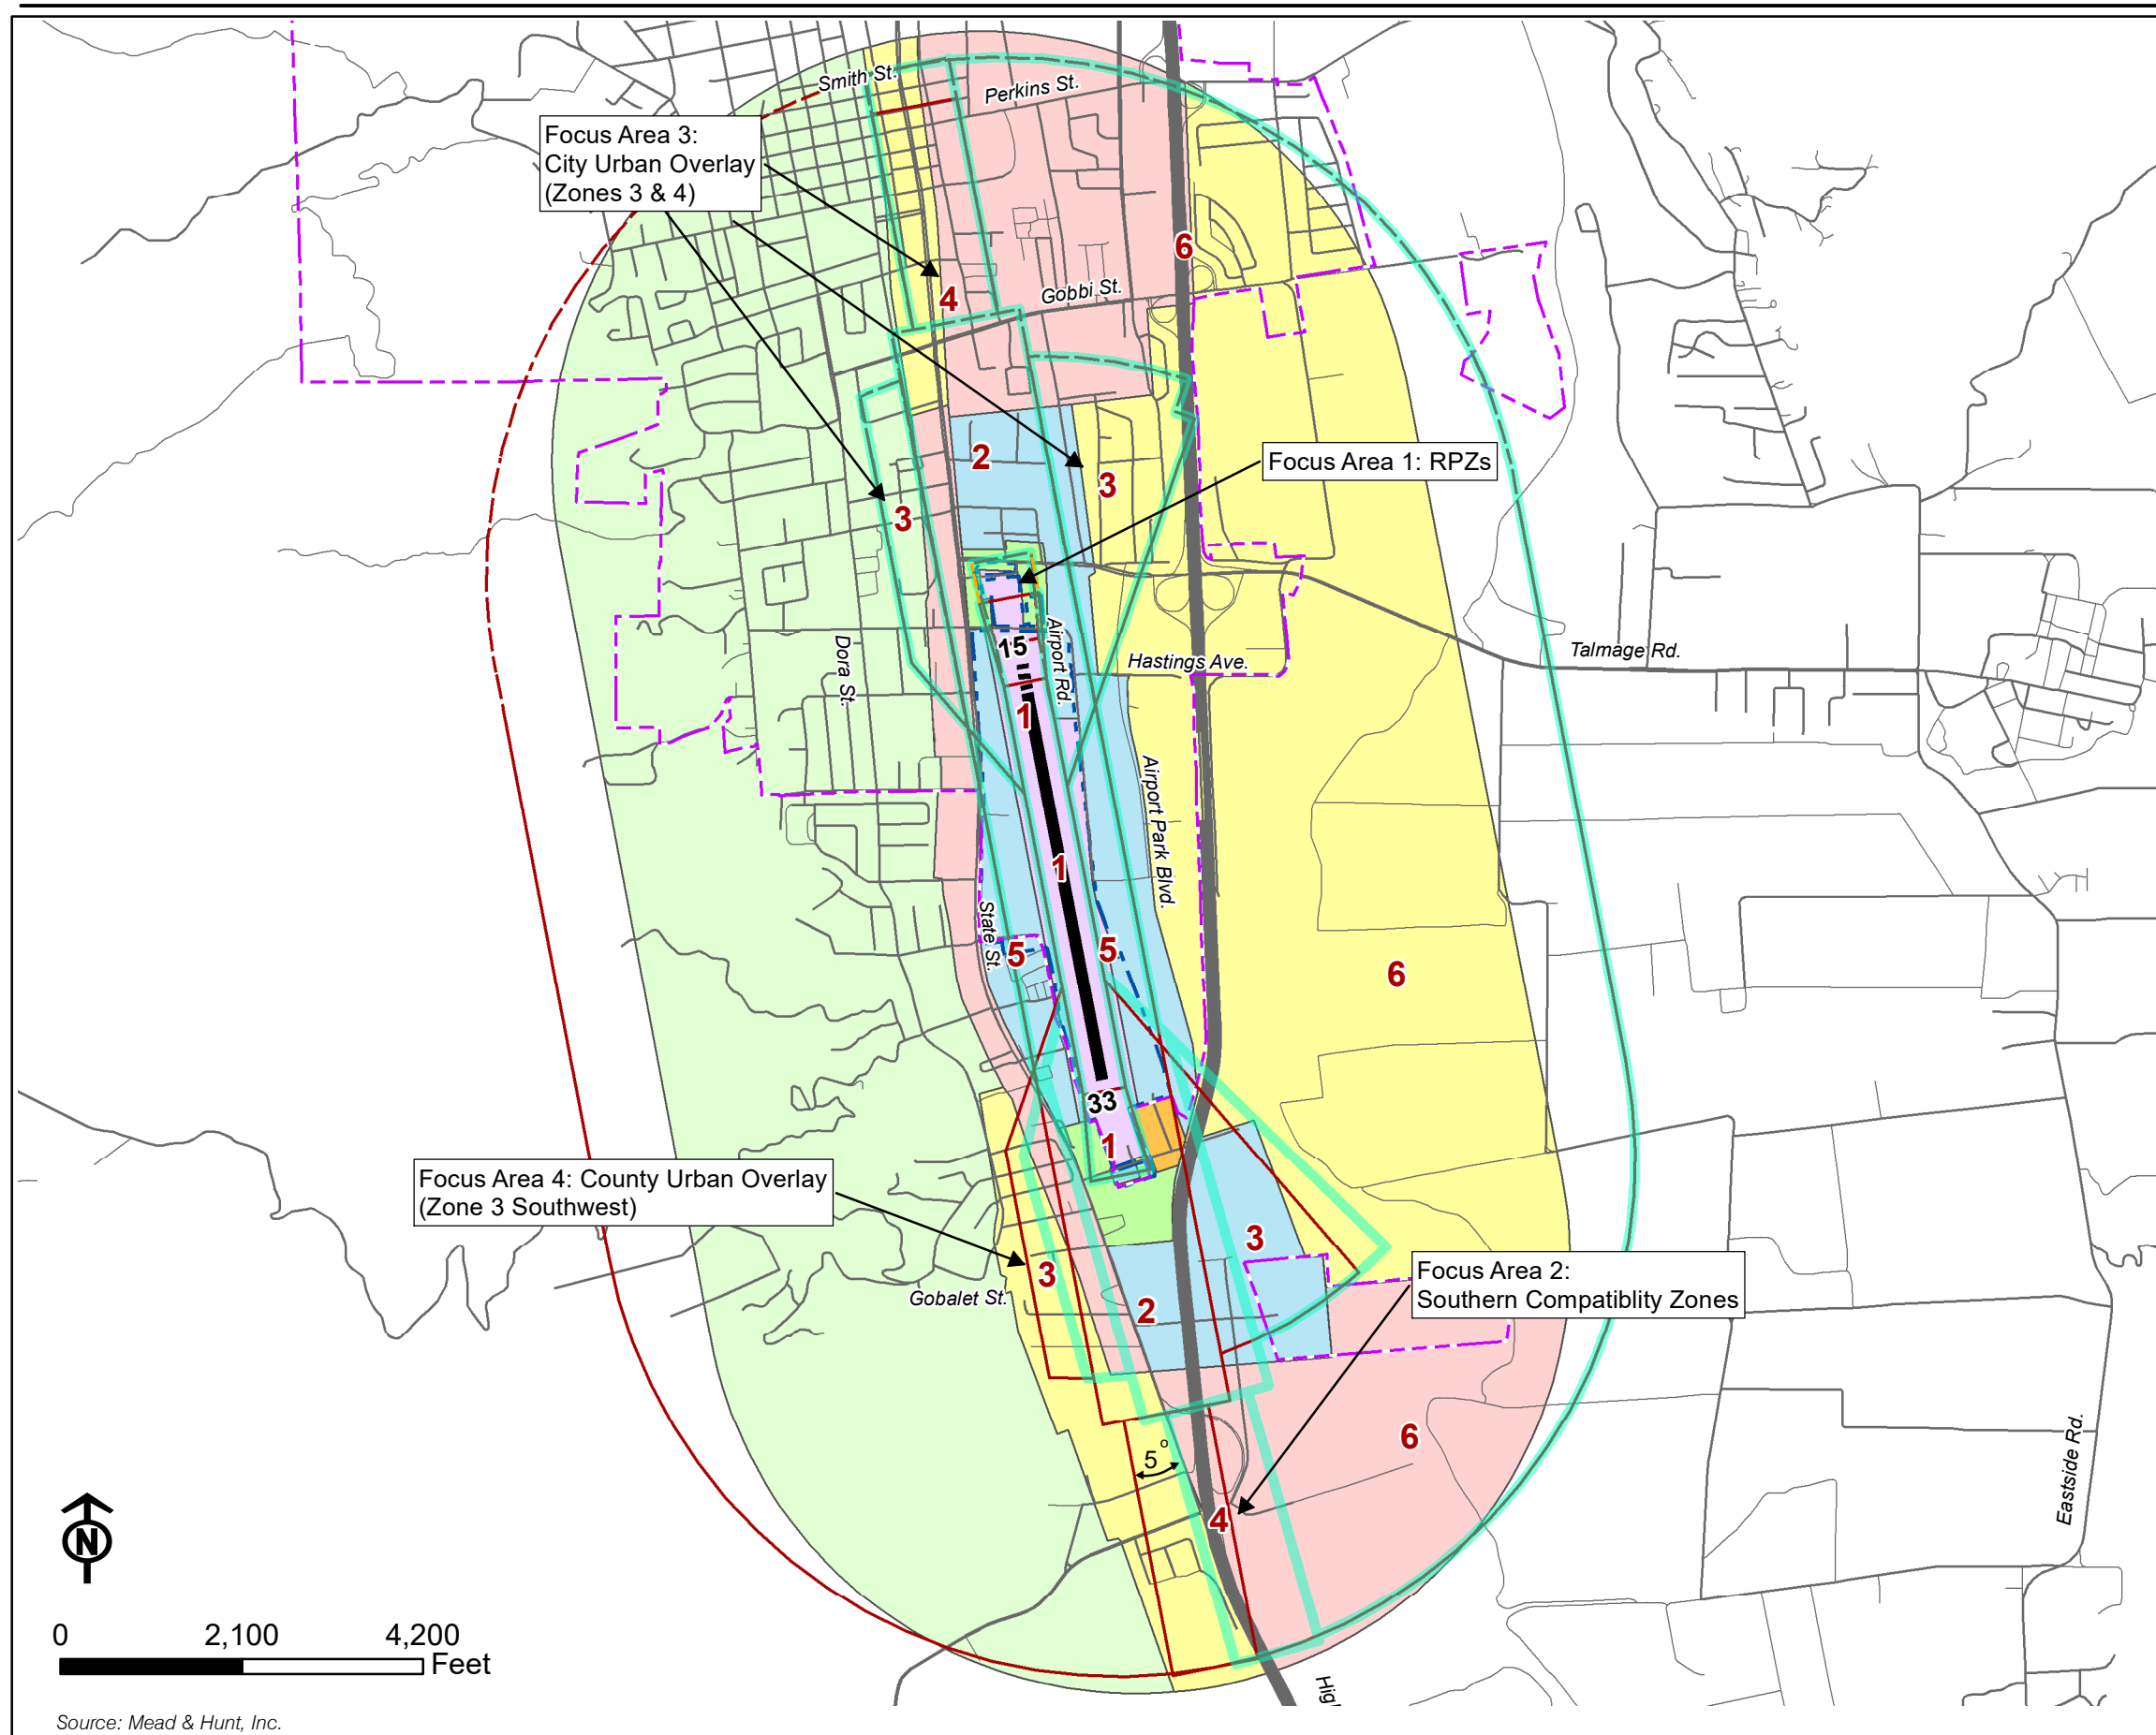 Smith St.
Perkins St.
Focus Area 3:
City Urban Overlay
(Zones 3 & 4)
6
4
Gobbi St.
2
3
Focus Area 1: RPZs
3
15
Airport Rd.
Dora St.
Hastings Ave.
Talmage Rd.
1
Airport Park Blvd.
1
State St.
5
5
6
33
1
Focus Area 4: County Urban Overlay
(Zone 3 Southwest)
3
3
Gobalet St.
2
Focus Area 2:
Southern Compatiblity Zones
6
5°
4
Eastside Rd.
N
0 2,100 4,200
Feet
Source: Mead & Hunt, Inc.